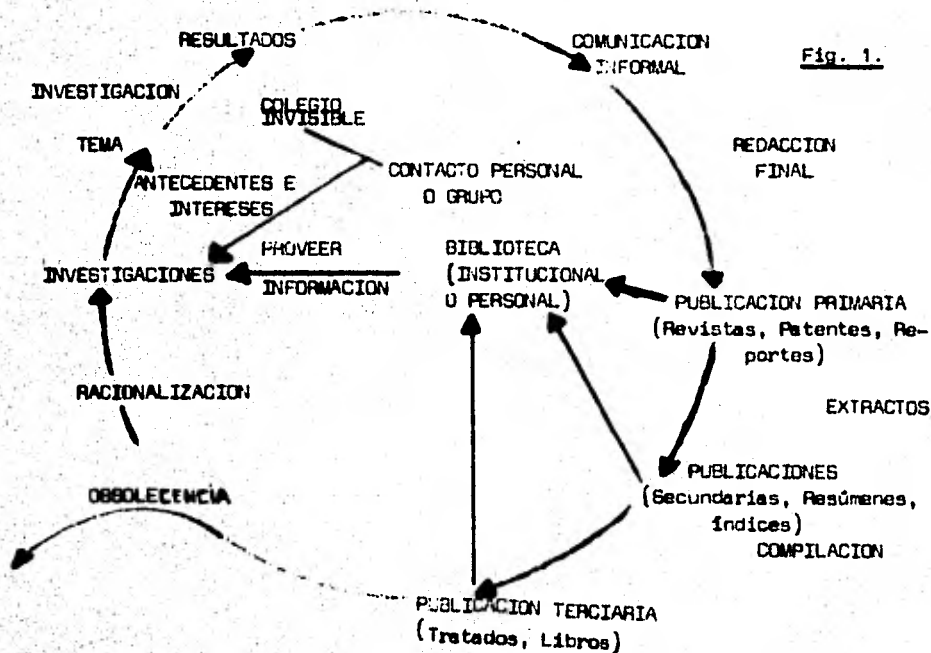 RESULTADOS
COMUNICACION
INFORMAL
Fig. 1.
INVESTIGACION
COLEGIO
INVISIBLE
TEMA
REDACCION
FINAL
CONTACTO PERSONAL
O GRUPO
ANTECEDENTES E
INTERESES
PROVEER
INFORMACION
BIBLIOTECA
(INSTITUCIONAL
O PERSONAL)
INVESTIGACIONES
PUBLICACION PRIMARIA
(Revistas, Patentes, Re-
portes)
RACIONALIZACION
EXTRACTOS
PUBLICACIONES
(Secundarias, Resúmenes,
índices)
COMPILACION
OBSOLECENCIA
PUBLICACION TERCIARIA
(Tratados, Libros)